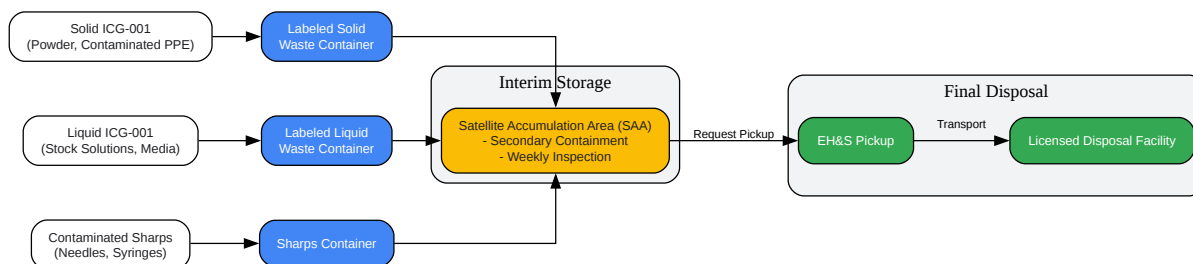 Solid ICG-001
(Powder, Contaminated PPE)
Labeled Solid
Waste Container
Liquid ICG-001
(Stock Solutions, Media)
Labeled Liquid
Waste Container
Contaminated Sharps
(Needles, Syringes)
Sharps Container
Interim Storage
Satellite Accumulation Area (SAA)
- Secondary Containment
- Weekly Inspection
Request Pickup
Final Disposal
EH&S Pickup
Transport
Licensed Disposal Facility